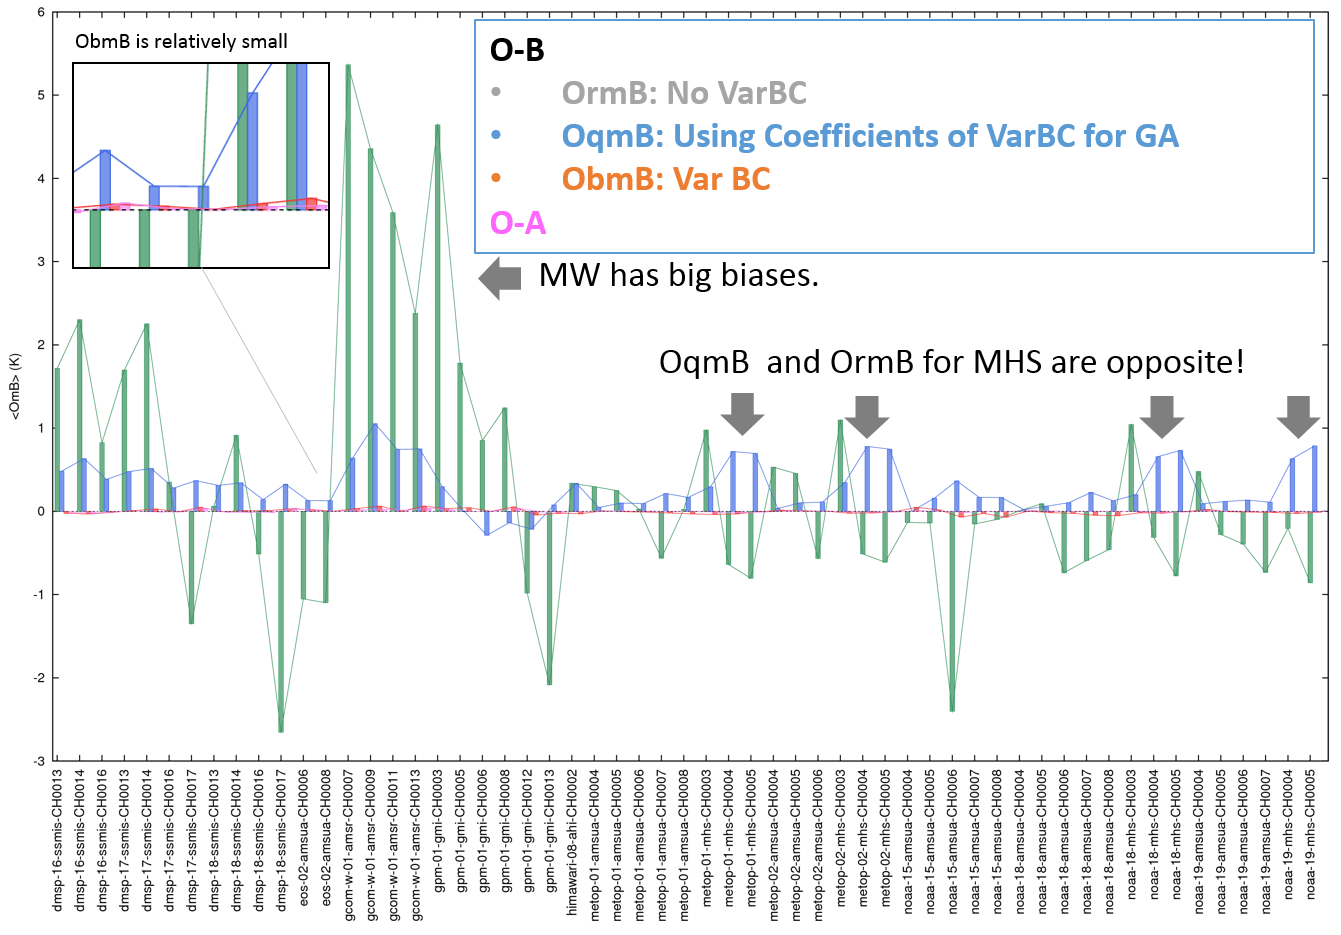 ObmB is relatively small
O-B
• OrmB: No VarBC
• OqmB: Using Coefficients of VarBC for GA
• ObmB: Var BC
O-A
MW has big biases.
OqmB and OrmB for MHS are opposite!
<OmB> (K)
6
5
4
3
2
1
0
-1
-2
-3
dmsp-16-ssmis-CH0013
dmsp-16-ssmis-CH0014
dmsp-16-ssmis-CH0016
dmsp-17-ssmis-CH0013
dmsp-17-ssmis-CH0014
dmsp-17-ssmis-CH0016
dmsp-17-ssmis-CH0017
dmsp-18-ssmis-CH0013
dmsp-18-ssmis-CH0014
dmsp-18-ssmis-CH0016
dmsp-18-ssmis-CH0017
eos-02-amsua-CH0006
eos-02-amsua-CH0008
gcom-w-01-amsr-CH0007
gcom-w-01-amsr-CH0009
gcom-w-01-amsr-CH0011
gcom-w-01-amsr-CH0013
gpm-01-gmi-CH0003
gpm-01-gmi-CH0005
gpm-01-gmi-CH0006
gpm-01-gmi-CH0008
gpm-01-gmi-CH0012
gpm-01-gmi-CH0013
himawari-08-ahi-CH0002
metop-01-amsua-CH0004
metop-01-amsua-CH0005
metop-01-amsua-CH0006
metop-01-amsua-CH0007
metop-01-amsua-CH0008
metop-01-mhs-CH0003
metop-01-mhs-CH0004
metop-01-mhs-CH0005
metop-02-amsua-CH0004
metop-02-amsua-CH0005
metop-02-amsua-CH0006
metop-02-mhs-CH0003
metop-02-mhs-CH0004
metop-02-mhs-CH0005
noaa-15-amsua-CH0004
noaa-15-amsua-CH0005
noaa-15-amsua-CH0006
noaa-15-amsua-CH0007
noaa-15-amsua-CH0008
noaa-18-amsua-CH0004
noaa-18-amsua-CH0005
noaa-18-amsua-CH0006
noaa-18-amsua-CH0007
noaa-18-amsua-CH0008
noaa-18-mhs-CH0003
noaa-18-mhs-CH0004
noaa-18-mhs-CH0005
noaa-19-amsua-CH0004
noaa-19-amsua-CH0005
noaa-19-amsua-CH0006
noaa-19-amsua-CH0007
noaa-19-mhs-CH0004
noaa-19-mhs-CH0005